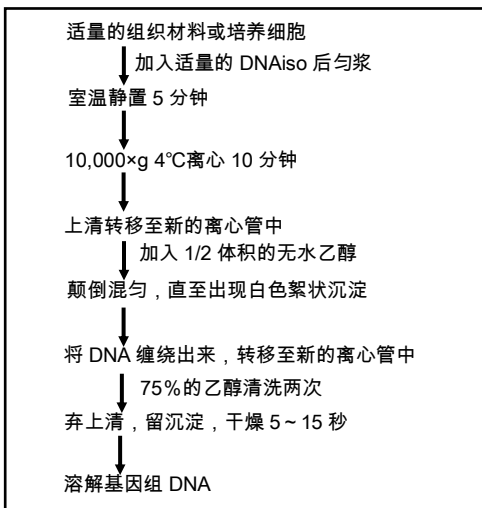 适量的组织材料或培养细胞
加入适量的 DNAiso 后匀浆
室温静置 5 分钟
10,000×g 4℃离心 10 分钟
上清转移至新的离心管中
加入 1/2 体积的无水乙醇
颠倒混匀，直至出现白色絮状沉淀
将 DNA 缠绕出来，转移至新的离心管中
75%的乙醇清洗两次
弃上清，留沉淀，干燥 5～15 秒
溶解基因组 DNA